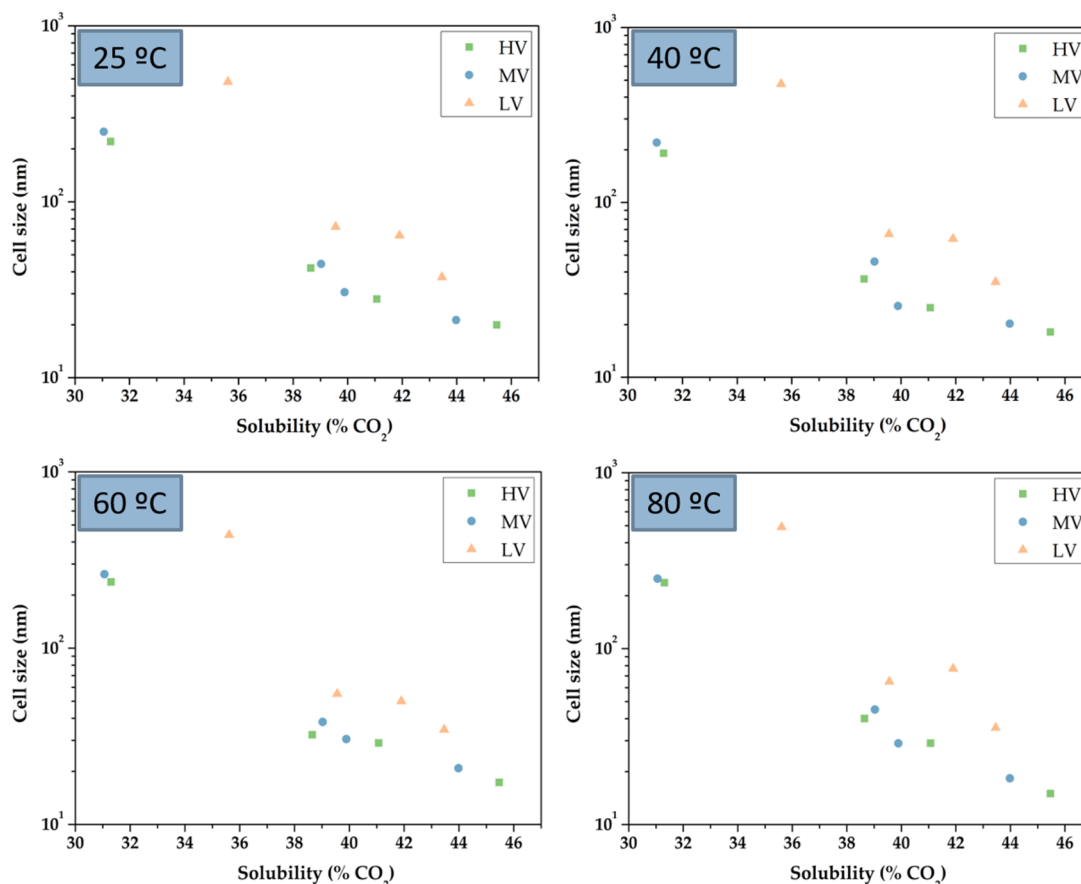 25 ºC
HV
MV
LV
10³
10²
10¹
Cell size (nm)
30 32 34 36 38 40 42 44 46
Solubility (% CO₂)
40 ºC
HV
MV
LV
10³
10²
10¹
Cell size (nm)
30 32 34 36 38 40 42 44 46
Solubility (% CO₂)
60 ºC
HV
MV
LV
10³
10²
10¹
Cell size (nm)
30 32 34 36 38 40 42 44 46
Solubility (% CO₂)
80 ºC
HV
MV
LV
10³
10²
10¹
Cell size (nm)
30 32 34 36 38 40 42 44 46
Solubility (% CO₂)